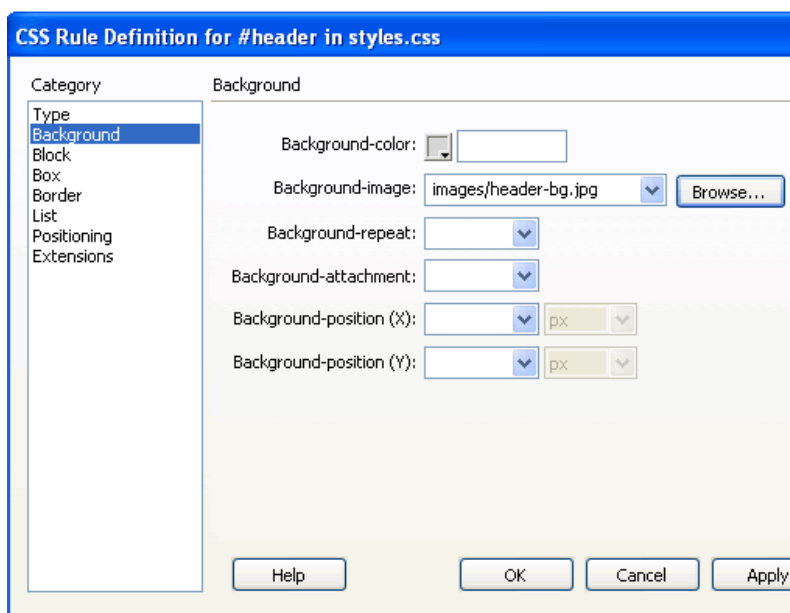 CSS Rule Definition for #header in styles.css
Category
Type
Background
Block
Box
Border
List
Positioning
Extensions
Background
Background-color:
Background-image: images/header-bg.jpg Browse...
Background-repeat:
Background-attachment:
Background-position (X): px
Background-position (Y): px
Help OK Cancel Apply